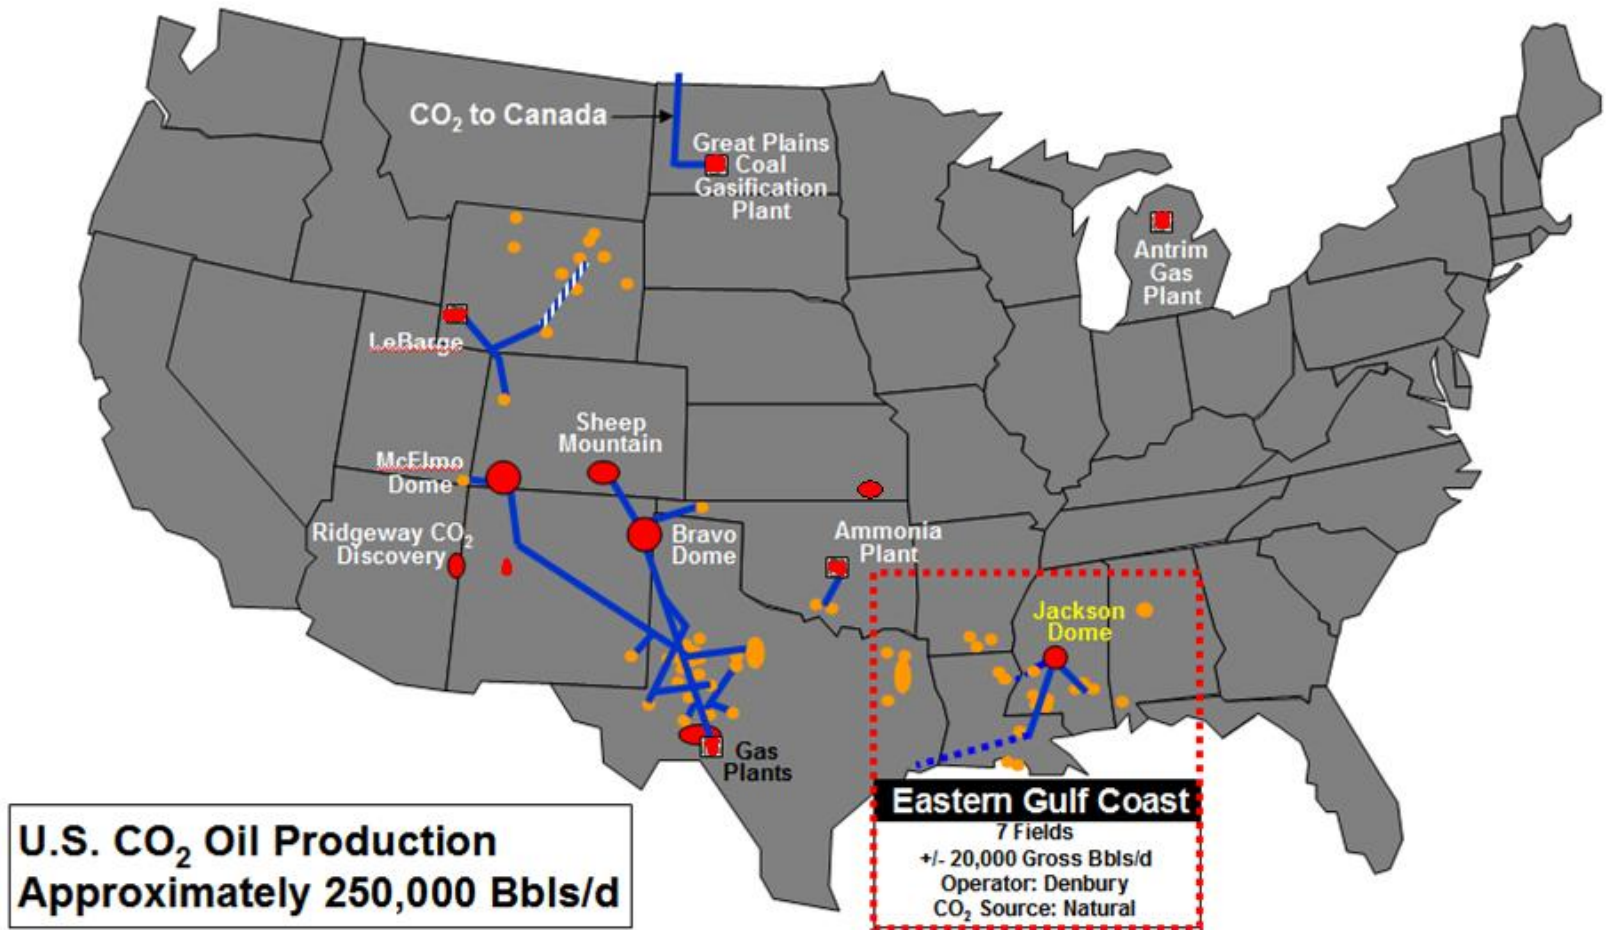 CO₂ to Canada
Great Plains
Coal
Gasification
Plant
Antrim
Gas
Plant
LeBarge
Sheep
Mountain
McElmo
Dome
Ridgeway CO₂
Discovery
Bravo
Dome
Ammonia
Plant
Jackson
Dome
Gas
Plants
Eastern Gulf Coast
7 Fields
+/- 20,000 Gross Bbls/d
Operator: Denbury
CO₂ Source: Natural
U.S. CO₂ Oil Production
Approximately 250,000 Bbls/d